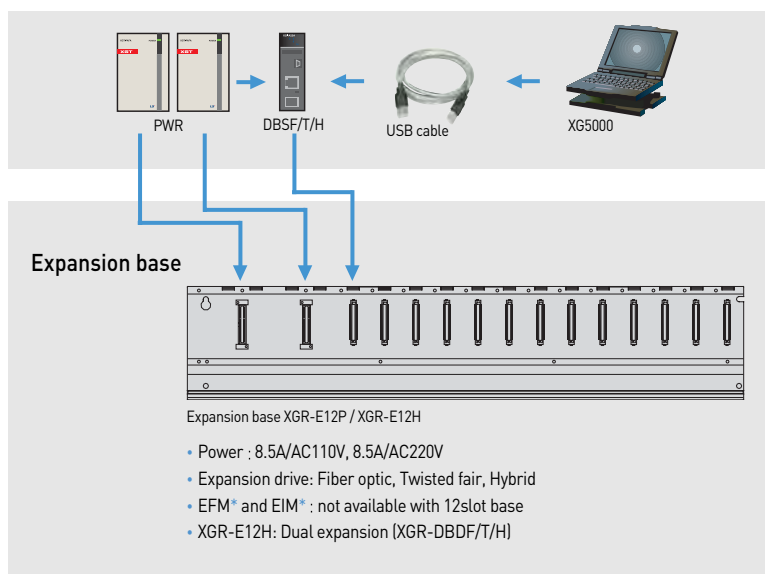 XGT XGT
PWR
DBSF/T/H
USB cable
XG5000
Expansion base
Expansion base XGR-E12P / XGR-E12H
• Power : 8.5A/AC110V, 8.5A/AC220V
• Expansion drive: Fiber optic, Twisted fair, Hybrid
• EFM* and EIM* : not available with 12slot base
• XGR-E12H: Dual expansion (XGR-DBDF/T/H)